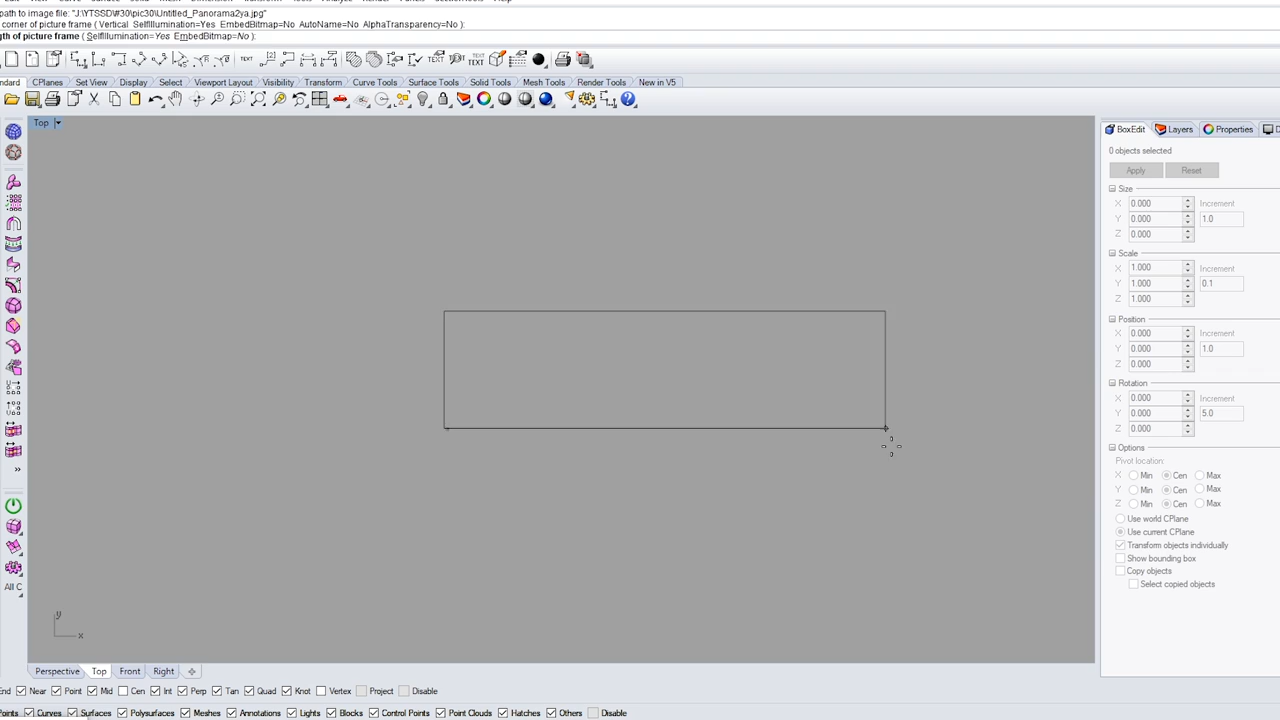 path to image file: "J:\YTSSD\#30\pic30\Untitled_Panorama2ya.jpg"
corner of picture frame ( Vertical SelfIllumination=Yes EmbedBitmap=No AutoName=No AlphaTransparency=No ):
ngth of picture frame ( SelfIllumination=Yes EmbedBitmap=No ):
TEXT TEXT TEXT TEXT
ndard CPlanes Set View Display Select Viewport Layout Visibility Transform Curve Tools Surface Tools Solid Tools Mesh Tools Render Tools New in V5
Top
BoxEdit Layers Properties D
0 objects selected
Apply Reset
Size
X 0.000 Increment
Y 0.000 1.0
Z 0.000
Scale
X 1.000 Increment
Y 1.000 0.1
Z 1.000
Position
X 0.000 Increment
Y 0.000 1.0
Z 0.000
Rotation
X 0.000 Increment
Y 0.000 5.0
Z 0.000
Options
Pivot location:
X Min Cen Max
Y Min Cen Max
Z Min Cen Max
Use world CPlane
Use current CPlane
Transform objects individually
Show bounding box
Copy objects
Select copied objects
All C
y
x
Perspective Top Front Right
End Near Point Mid Cen Int Perp Tan Quad Knot Vertex Project Disable
Points Curves Surfaces Polysurfaces Meshes Annotations Lights Blocks Control Points Point Clouds Hatches Others Disable